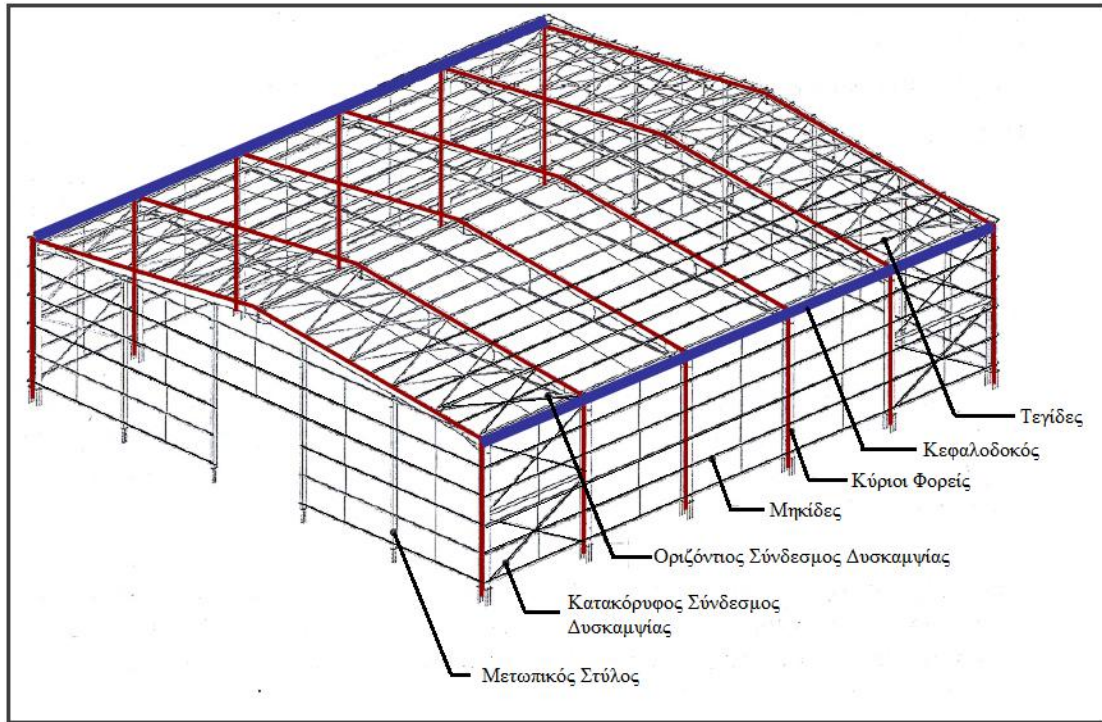 Τεγίδες
Κεφαλοδοκός
Κύριοι Φορείς
Μηκίδες
Οριζόντιος Σύνδεσμος Δυσκαμψίας
Κατακόρυφος Σύνδεσμος
Δυσκαμψίας
Μετωπικός Στύλος